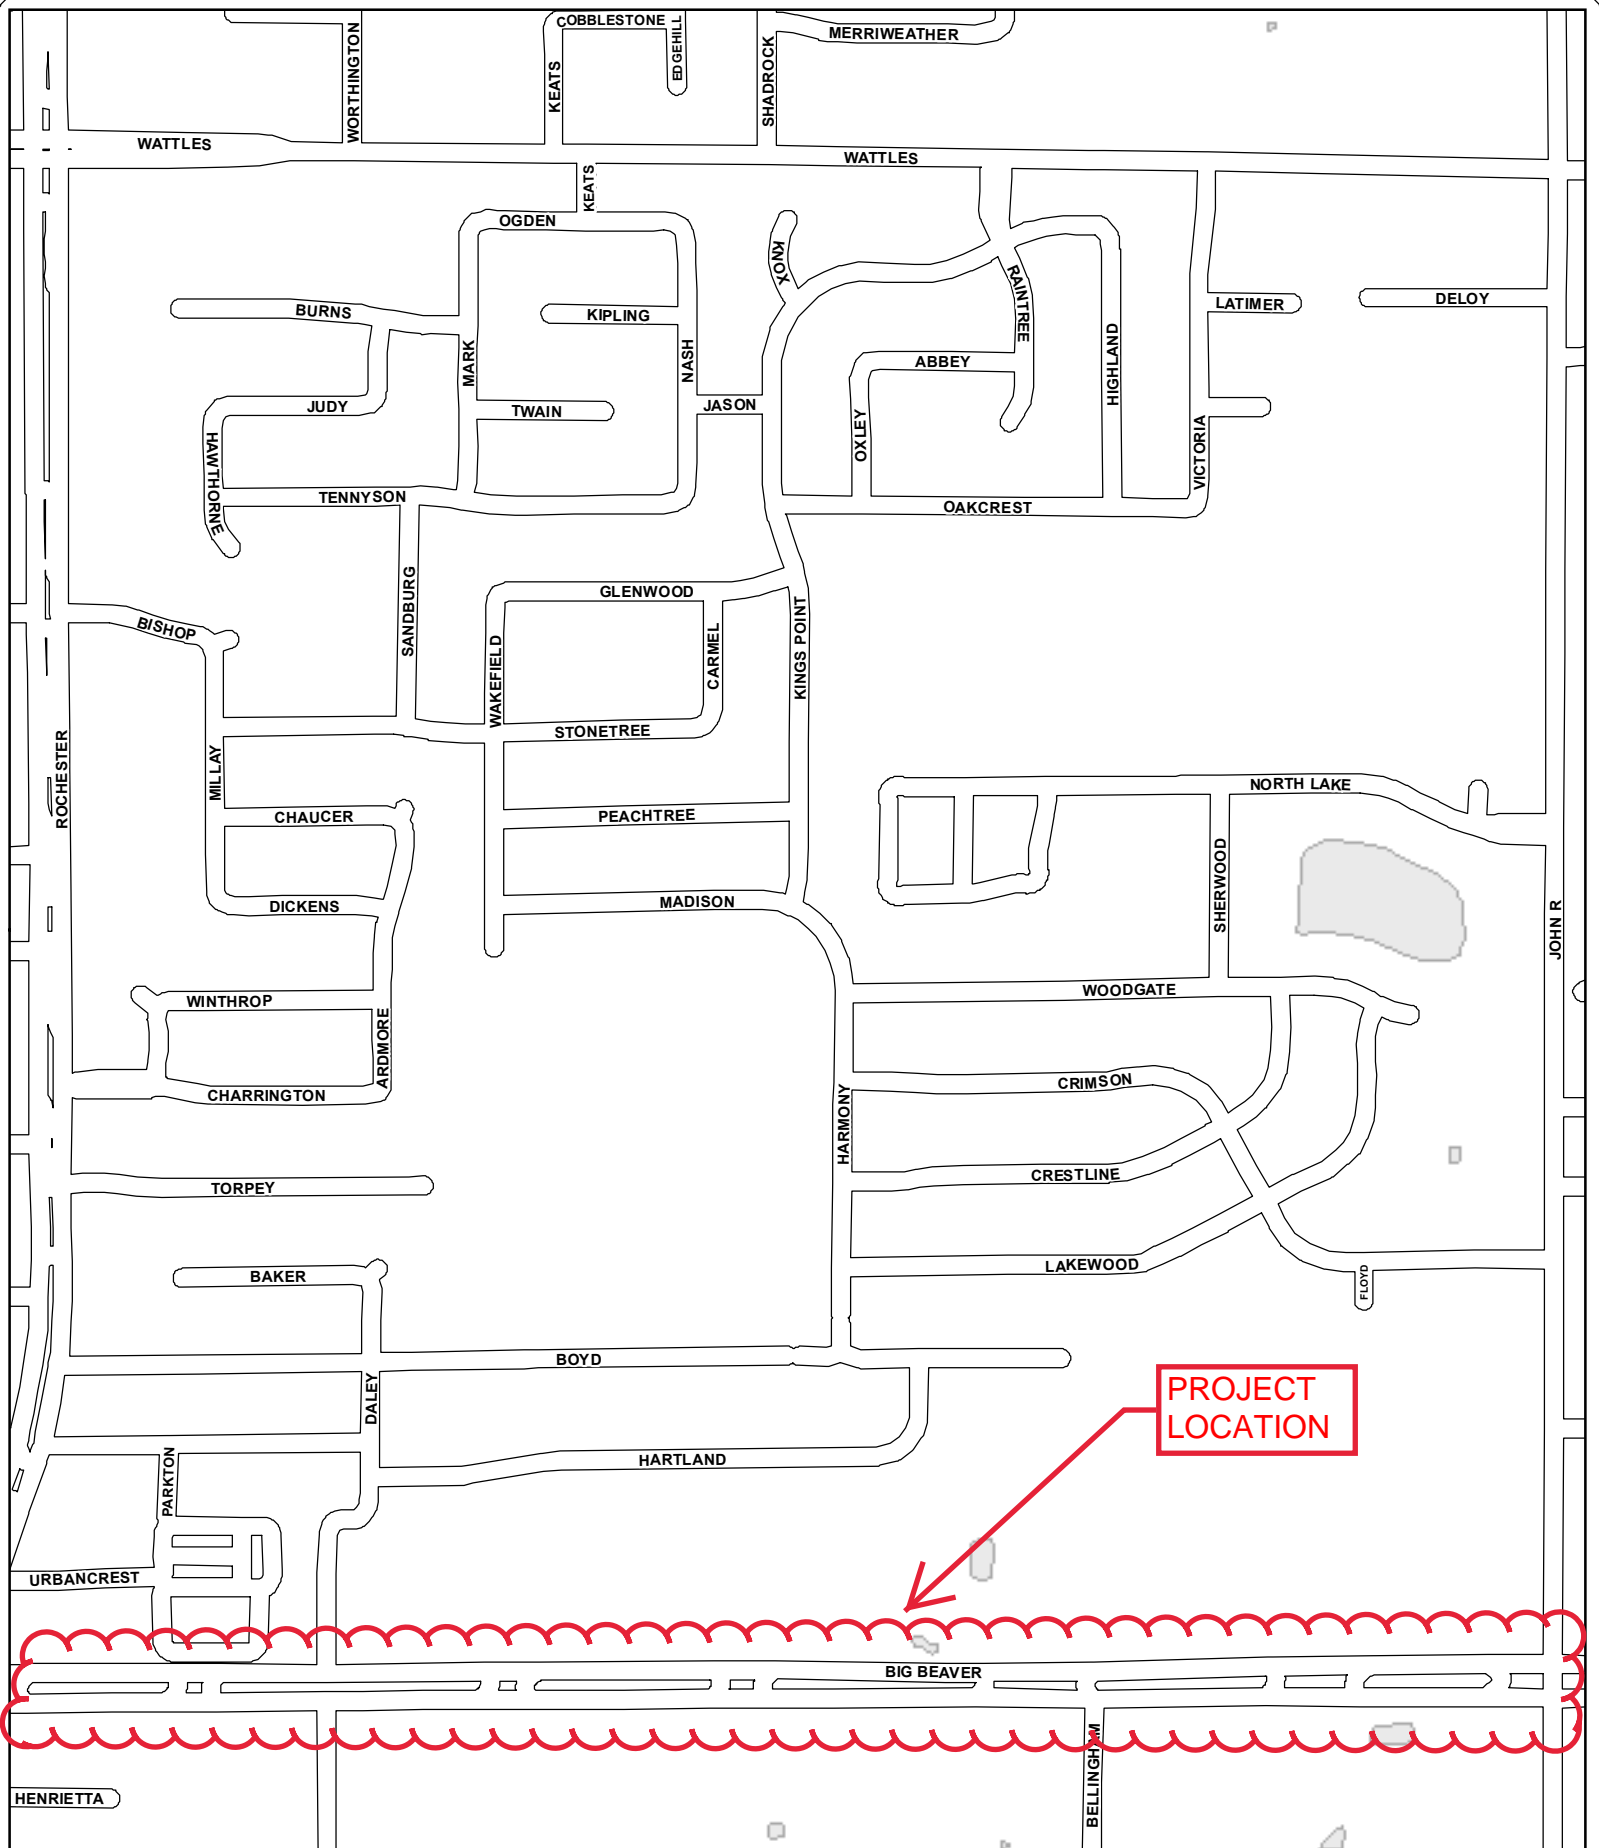 COBBLESTONE
EDGEHILL
WORTHINGTON
KEATS
SHADROCK
MERRIWEATHER
WATTLES
WATTLES
KEATS
OGDEN
KNOX
RAINTREE
BURNS
KIPLING
LATIMER
DELOY
MARK
NASH
ABBEY
HIGHLAND
JUDY
TWAIN
JASON
OXLEY
VICTORIA
HAWTHORNE
TENNYSON
OAKCREST
SANDBURG
GLENWOOD
BISHOP
WAKEFIELD
CARMEL
KINGS POINT
STONETREE
ROCHESTER
MILLAY
NORTH LAKE
CHAUCER
PEACHTREE
SHERWOOD
DICKENS
MADISON
JOHN R
WINTHROP
WOODGATE
ARDMORE
CHARRINGTON
HARMONY
CRIMSON
TORPEY
CRESTLINE
BAKER
LAKEWOOD
FLOYD
BOYD
DALEY
PROJECT
LOCATION
HARTLAND
PARKTON
URBANCREST
BIG BEAVER
BELLINGHAM
HENRIETTA